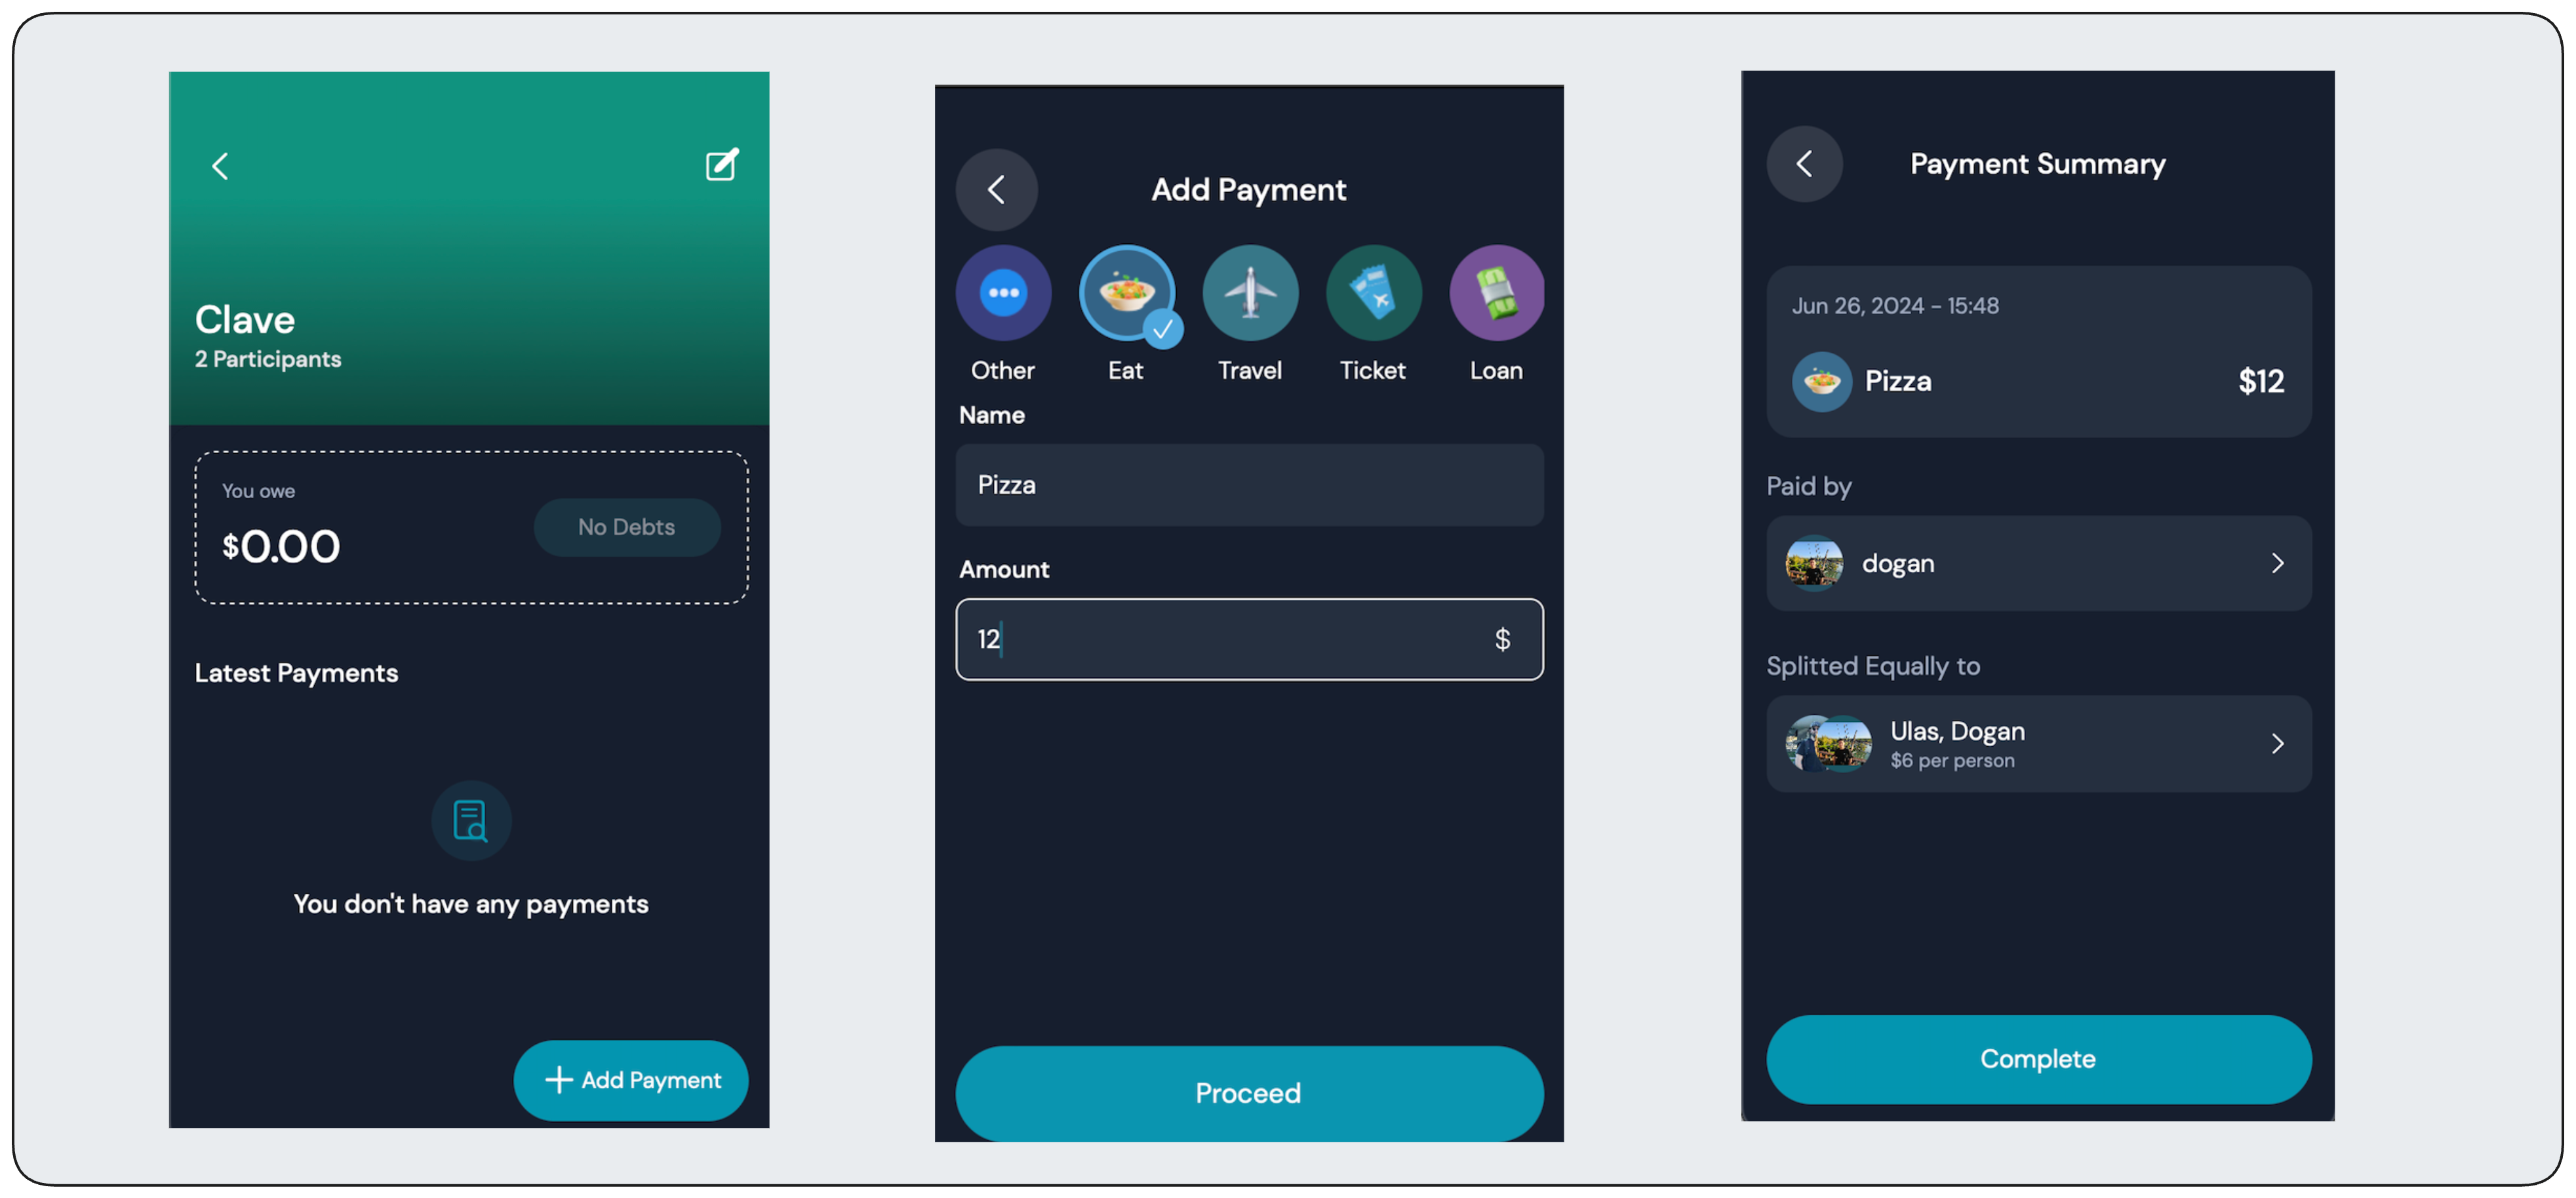 Clave
2 Participants
You owe
$0.00
No Debts
Latest Payments
You don't have any payments
Add Payment
Add Payment
Other
Eat
Travel
Ticket
Loan
Name
Pizza
Amount
12
$
Proceed
Payment Summary
Jun 26, 2024 - 15:48
Pizza
$12
Paid by
dogan
Splitted Equally to
Ulas, Dogan
$6 per person
Complete